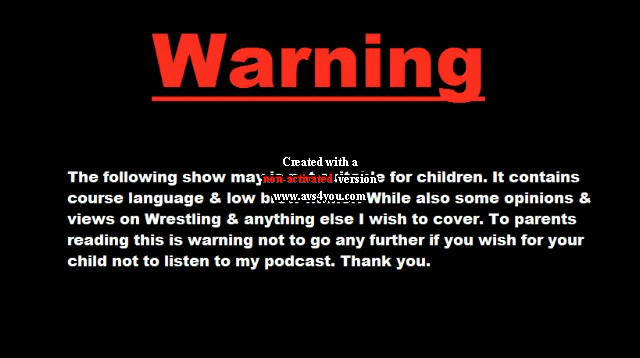 Warning
Created with a
The following show may for children. It contains
non-activated version
course language & low While also some opinions &
www.avs4you.com
views on Wrestling & anything else I wish to cover. To parents
reading this is warning not to go any further if you wish for your
child not to listen to my podcast. Thank you.